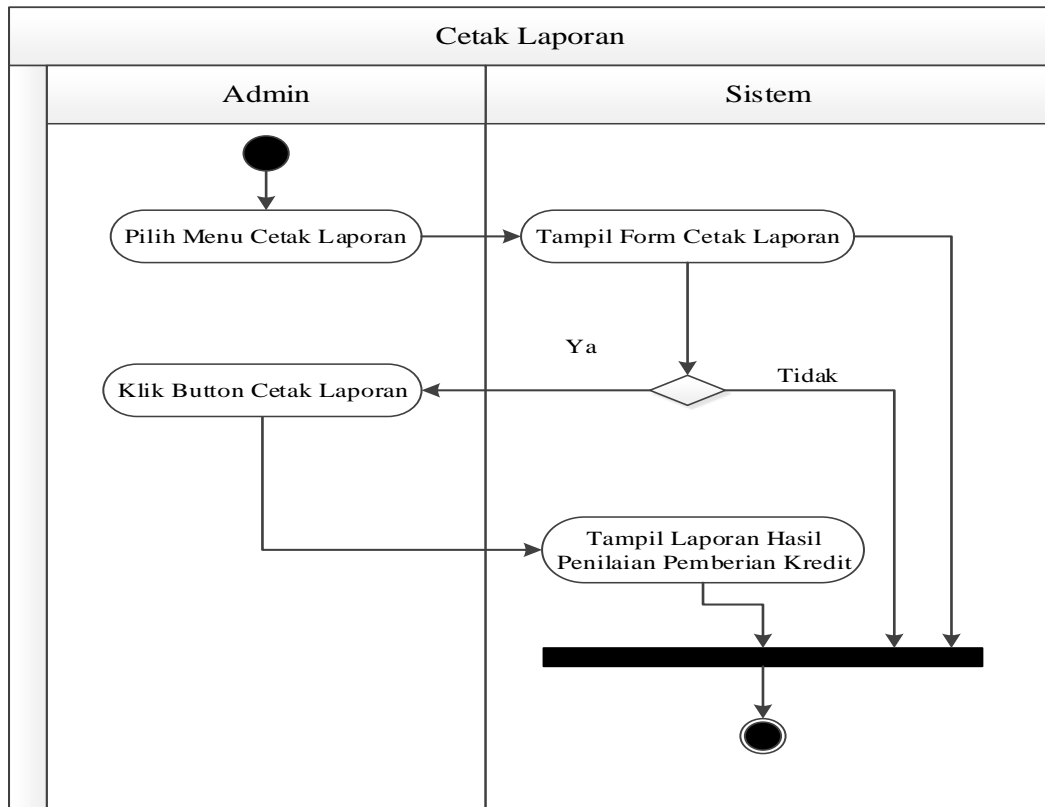 Cetak Laporan
Admin
Sistem
Pilih Menu Cetak Laporan
Tampil Form Cetak Laporan
Ya
Klik Button Cetak Laporan
Tidak
Tampil Laporan Hasil
Penilaian Pemberian Kredit